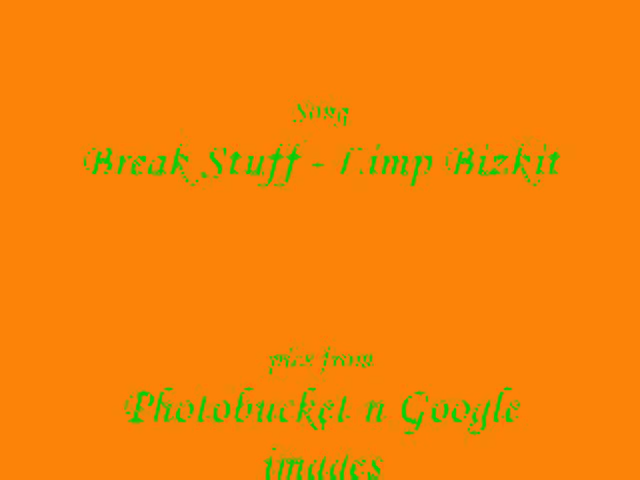 Song
Break Stuff - Limp Bizkit
pics from
Photobucket n Google
images